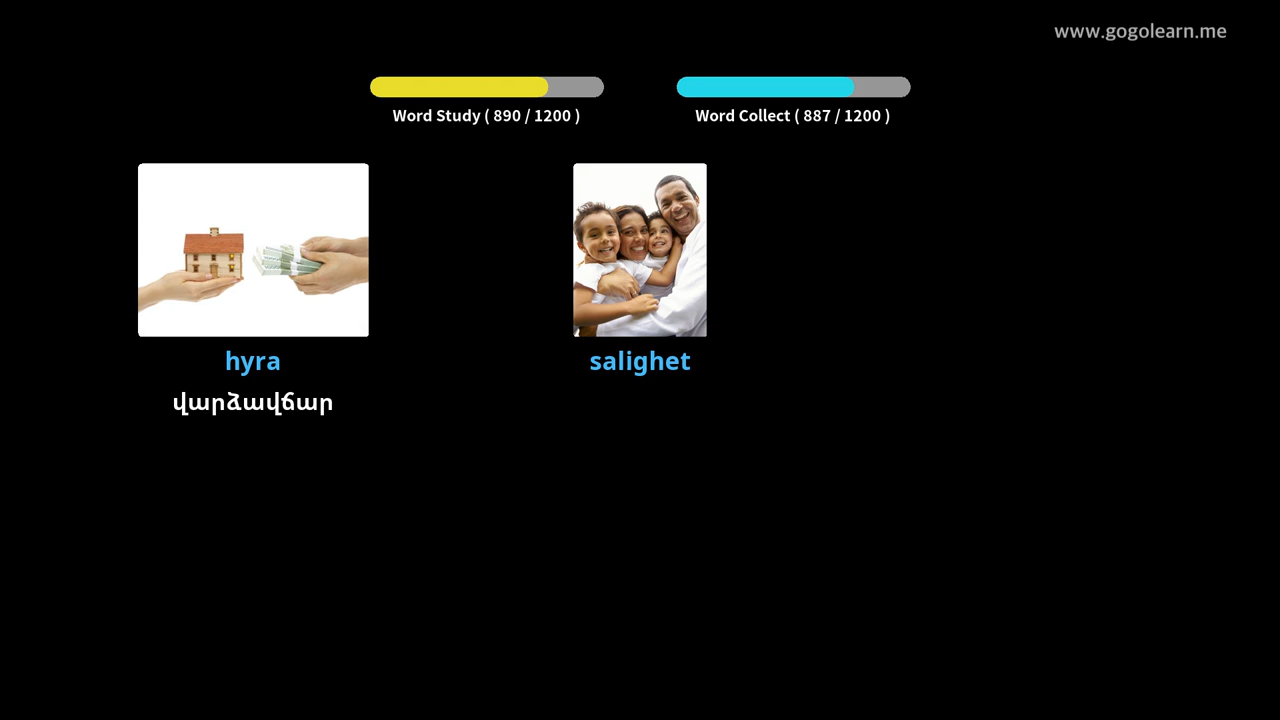 www.gogolearn.me
Word Study ( 890 / 1200 )
Word Collect ( 887 / 1200 )
hyra
salighet
վարձավճար